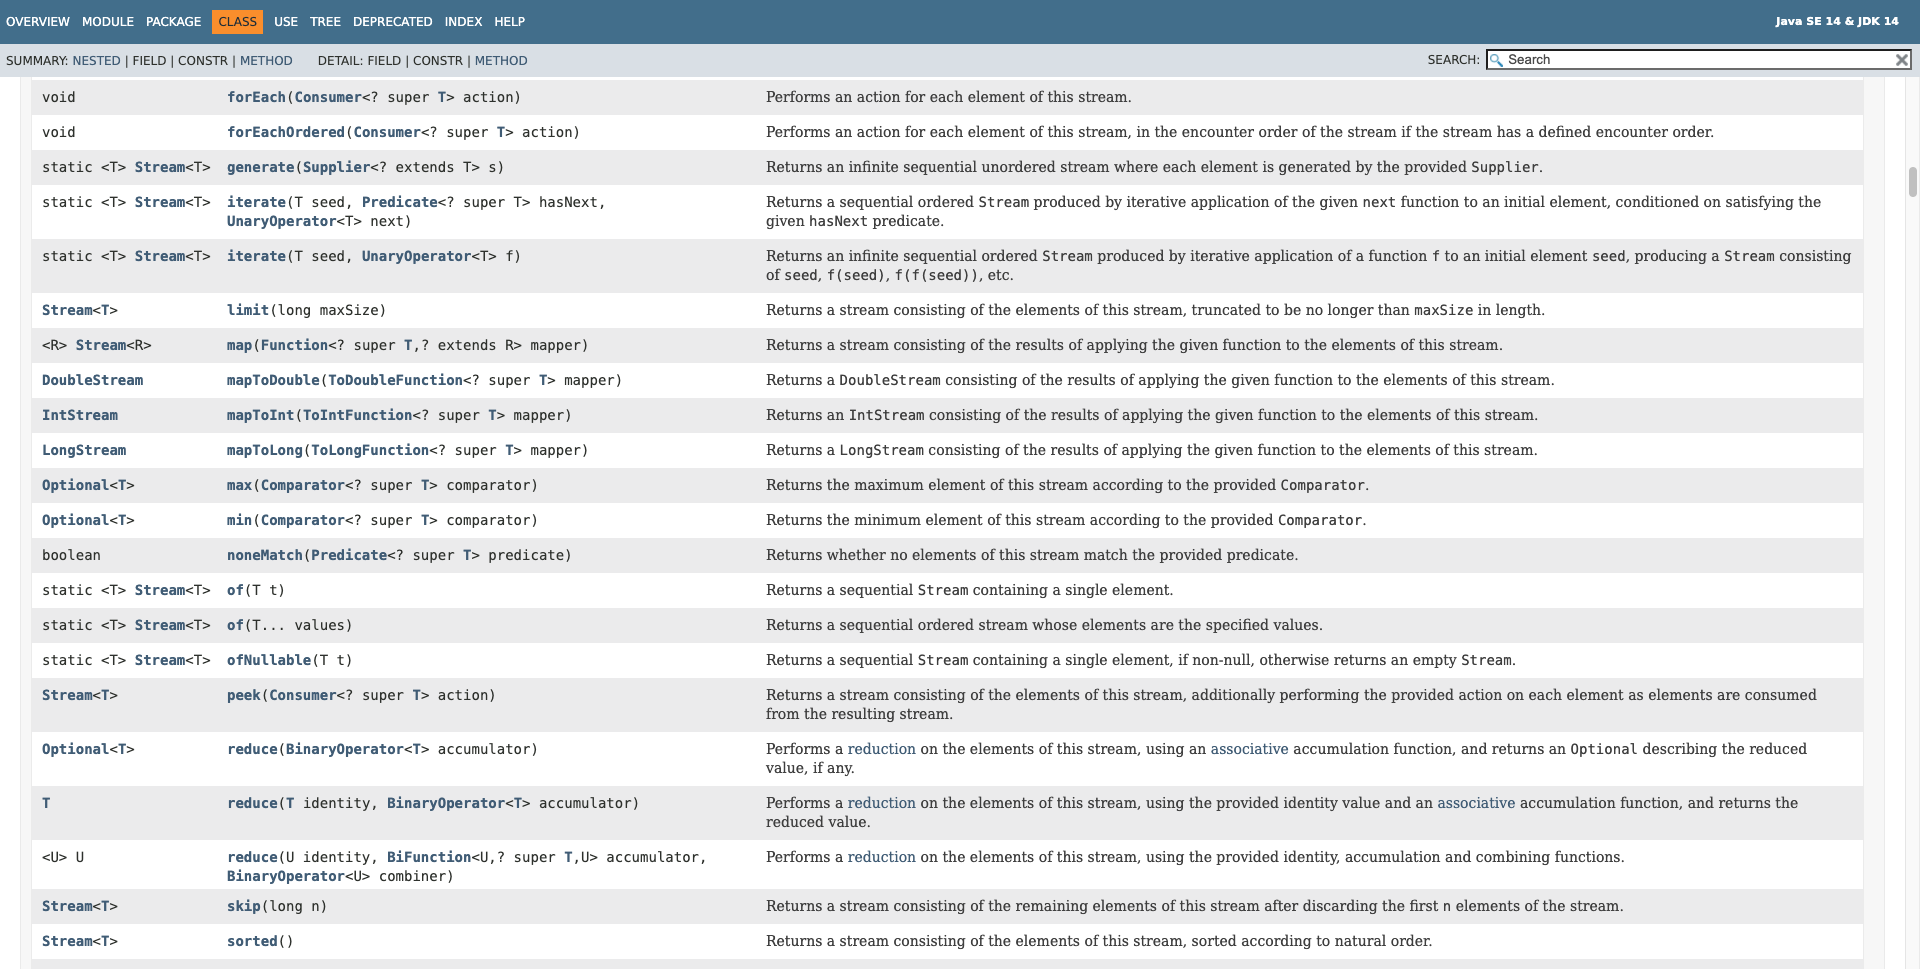 OVERVIEW MODULE PACKAGE CLASS USE TREE DEPRECATED INDEX HELP Java SE 14 & JDK 14
SUMMARY: NESTED | FIELD | CONSTR | METHOD DETAIL: FIELD | CONSTR | METHOD SEARCH: Search
void forEach(Consumer<? super T> action) Performs an action for each element of this stream.
void forEachOrdered(Consumer<? super T> action) Performs an action for each element of this stream, in the encounter order of the stream if the stream has a defined encounter order.
static <T> Stream<T> generate(Supplier<? extends T> s) Returns an infinite sequential unordered stream where each element is generated by the provided Supplier.
static <T> Stream<T> iterate(T seed, Predicate<? super T> hasNext, Returns a sequential ordered Stream produced by iterative application of the given next function to an initial element, conditioned on satisfying the
UnaryOperator<T> next) given hasNext predicate.
static <T> Stream<T> iterate(T seed, UnaryOperator<T> f) Returns an infinite sequential ordered Stream produced by iterative application of a function f to an initial element seed, producing a Stream consisting
of seed, f(seed), f(f(seed)), etc.
Stream<T> limit(long maxSize) Returns a stream consisting of the elements of this stream, truncated to be no longer than maxSize in length.
<R> Stream<R> map(Function<? super T,? extends R> mapper) Returns a stream consisting of the results of applying the given function to the elements of this stream.
DoubleStream mapToDouble(ToDoubleFunction<? super T> mapper) Returns a DoubleStream consisting of the results of applying the given function to the elements of this stream.
IntStream mapToInt(ToIntFunction<? super T> mapper) Returns an IntStream consisting of the results of applying the given function to the elements of this stream.
LongStream mapToLong(ToLongFunction<? super T> mapper) Returns a LongStream consisting of the results of applying the given function to the elements of this stream.
Optional<T> max(Comparator<? super T> comparator) Returns the maximum element of this stream according to the provided Comparator.
Optional<T> min(Comparator<? super T> comparator) Returns the minimum element of this stream according to the provided Comparator.
boolean noneMatch(Predicate<? super T> predicate) Returns whether no elements of this stream match the provided predicate.
static <T> Stream<T> of(T t) Returns a sequential Stream containing a single element.
static <T> Stream<T> of(T... values) Returns a sequential ordered stream whose elements are the specified values.
static <T> Stream<T> ofNullable(T t) Returns a sequential Stream containing a single element, if non-null, otherwise returns an empty Stream.
Stream<T> peek(Consumer<? super T> action) Returns a stream consisting of the elements of this stream, additionally performing the provided action on each element as elements are consumed
from the resulting stream.
Optional<T> reduce(BinaryOperator<T> accumulator) Performs a reduction on the elements of this stream, using an associative accumulation function, and returns an Optional describing the reduced
value, if any.
T reduce(T identity, BinaryOperator<T> accumulator) Performs a reduction on the elements of this stream, using the provided identity value and an associative accumulation function, and returns the
reduced value.
<U> U reduce(U identity, BiFunction<U,? super T,U> accumulator, Performs a reduction on the elements of this stream, using the provided identity, accumulation and combining functions.
BinaryOperator<U> combiner)
Stream<T> skip(long n) Returns a stream consisting of the remaining elements of this stream after discarding the first n elements of the stream.
Stream<T> sorted() Returns a stream consisting of the elements of this stream, sorted according to natural order.